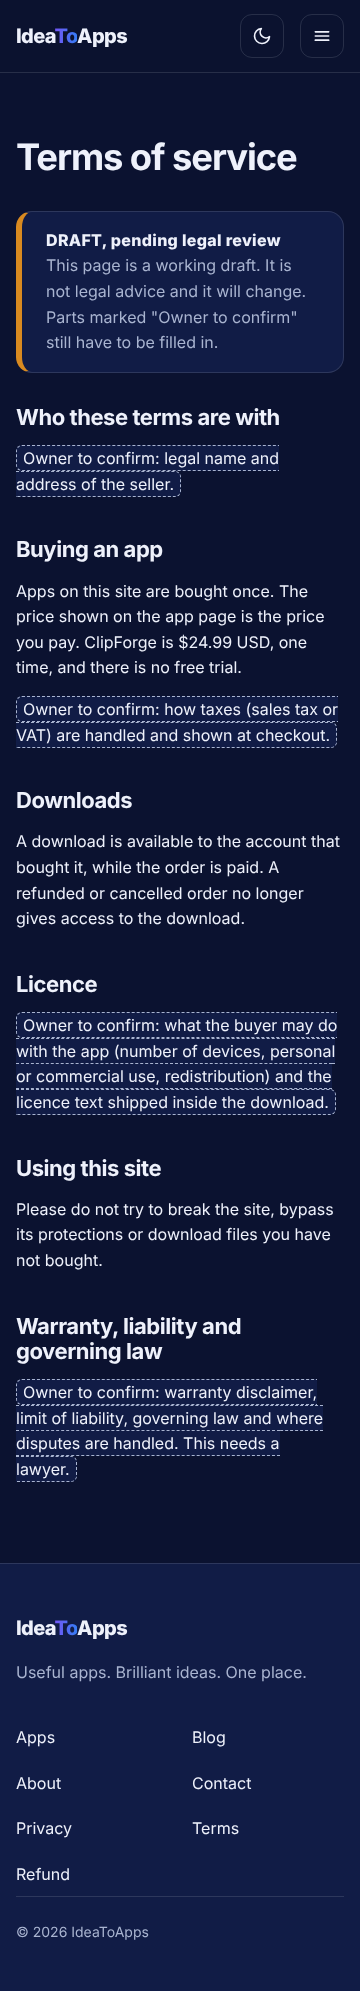 IdeaToApps
Terms of service
DRAFT, pending legal review
This page is a working draft. It is
not legal advice and it will change.
Parts marked "Owner to confirm"
still have to be filled in.
Who these terms are with
Owner to confirm: legal name and
address of the seller.
Buying an app
Apps on this site are bought once. The
price shown on the app page is the price
you pay. ClipForge is $24.99 USD, one
time, and there is no free trial.
Owner to confirm: how taxes (sales tax or
VAT) are handled and shown at checkout.
Downloads
A download is available to the account that
bought it, while the order is paid. A
refunded or cancelled order no longer
gives access to the download.
Licence
Owner to confirm: what the buyer may do
with the app (number of devices, personal
or commercial use, redistribution) and the
licence text shipped inside the download.
Using this site
Please do not try to break the site, bypass
its protections or download files you have
not bought.
Warranty, liability and
governing law
Owner to confirm: warranty disclaimer,
limit of liability, governing law and where
disputes are handled. This needs a
lawyer.
IdeaToApps
Useful apps. Brilliant ideas. One place.
Apps Blog
About Contact
Privacy Terms
Refund
© 2026 IdeaToApps